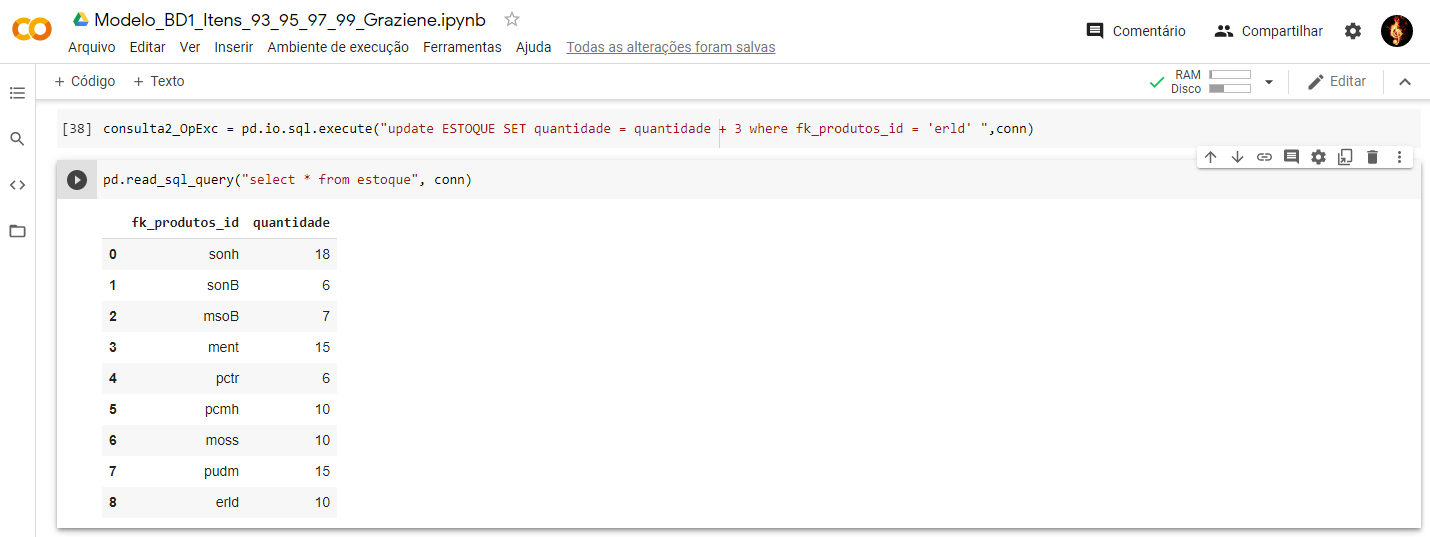 Modelo_BD1_Itens_93_95_97_99_Graziene.ipynb
Arquivo Editar Ver Inserir Ambiente de execução Ferramentas Ajuda Todas as alterações foram salvas
Comentário Compartilhar
+ Código + Texto
RAM
Disco
Editar
[38] consulta2_OpExc = pd.io.sql.execute("update ESTOQUE SET quantidade = quantidade + 3 where fk_produtos_id = 'erld' ",conn)
pd.read_sql_query("select * from estoque", conn)
fk_produtos_id quantidade
0 sonh 18
1 sonB 6
2 msoB 7
3 ment 15
4 pctr 6
5 pcmh 10
6 moss 10
7 pudm 15
8 erld 10